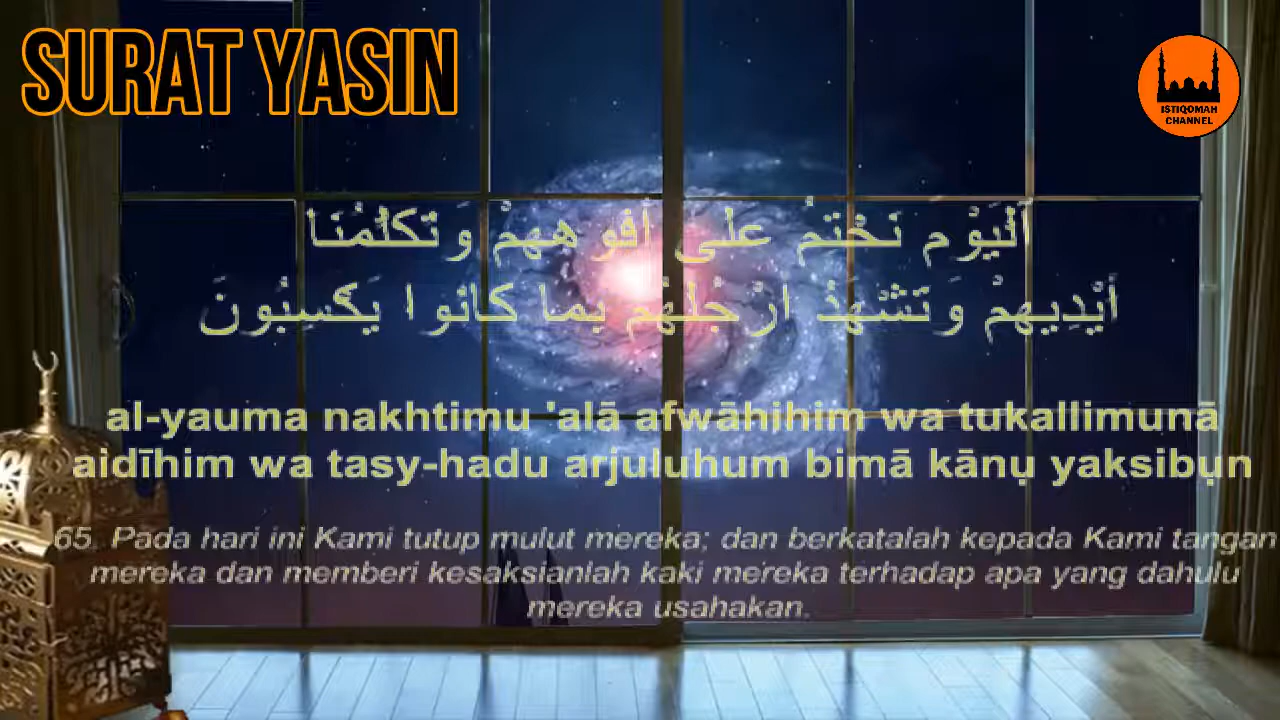 SURAT YASIN
ISTIQOMAH
CHANNEL
اَلْيَوْمَ نَخْتِمُ عَلٰٓى اَفْوَاهِهِمْ وَتُكَلِّمُنَآ
اَيْدِيْهِمْ وَتَشْهَدُ اَرْجُلُهُمْ بِمَا كَانُوْا يَكْسِبُوْنَ
al-yauma nakhtimu 'alā afwāhihim wa tukallimunā
aidīhim wa tasy-hadu arjuluhum bimā kānụ yaksibụn
65. Pada hari ini Kami tutup mulut mereka; dan berkatalah kepada Kami tangan
mereka dan memberi kesaksianlah kaki mereka terhadap apa yang dahulu
mereka usahakan.